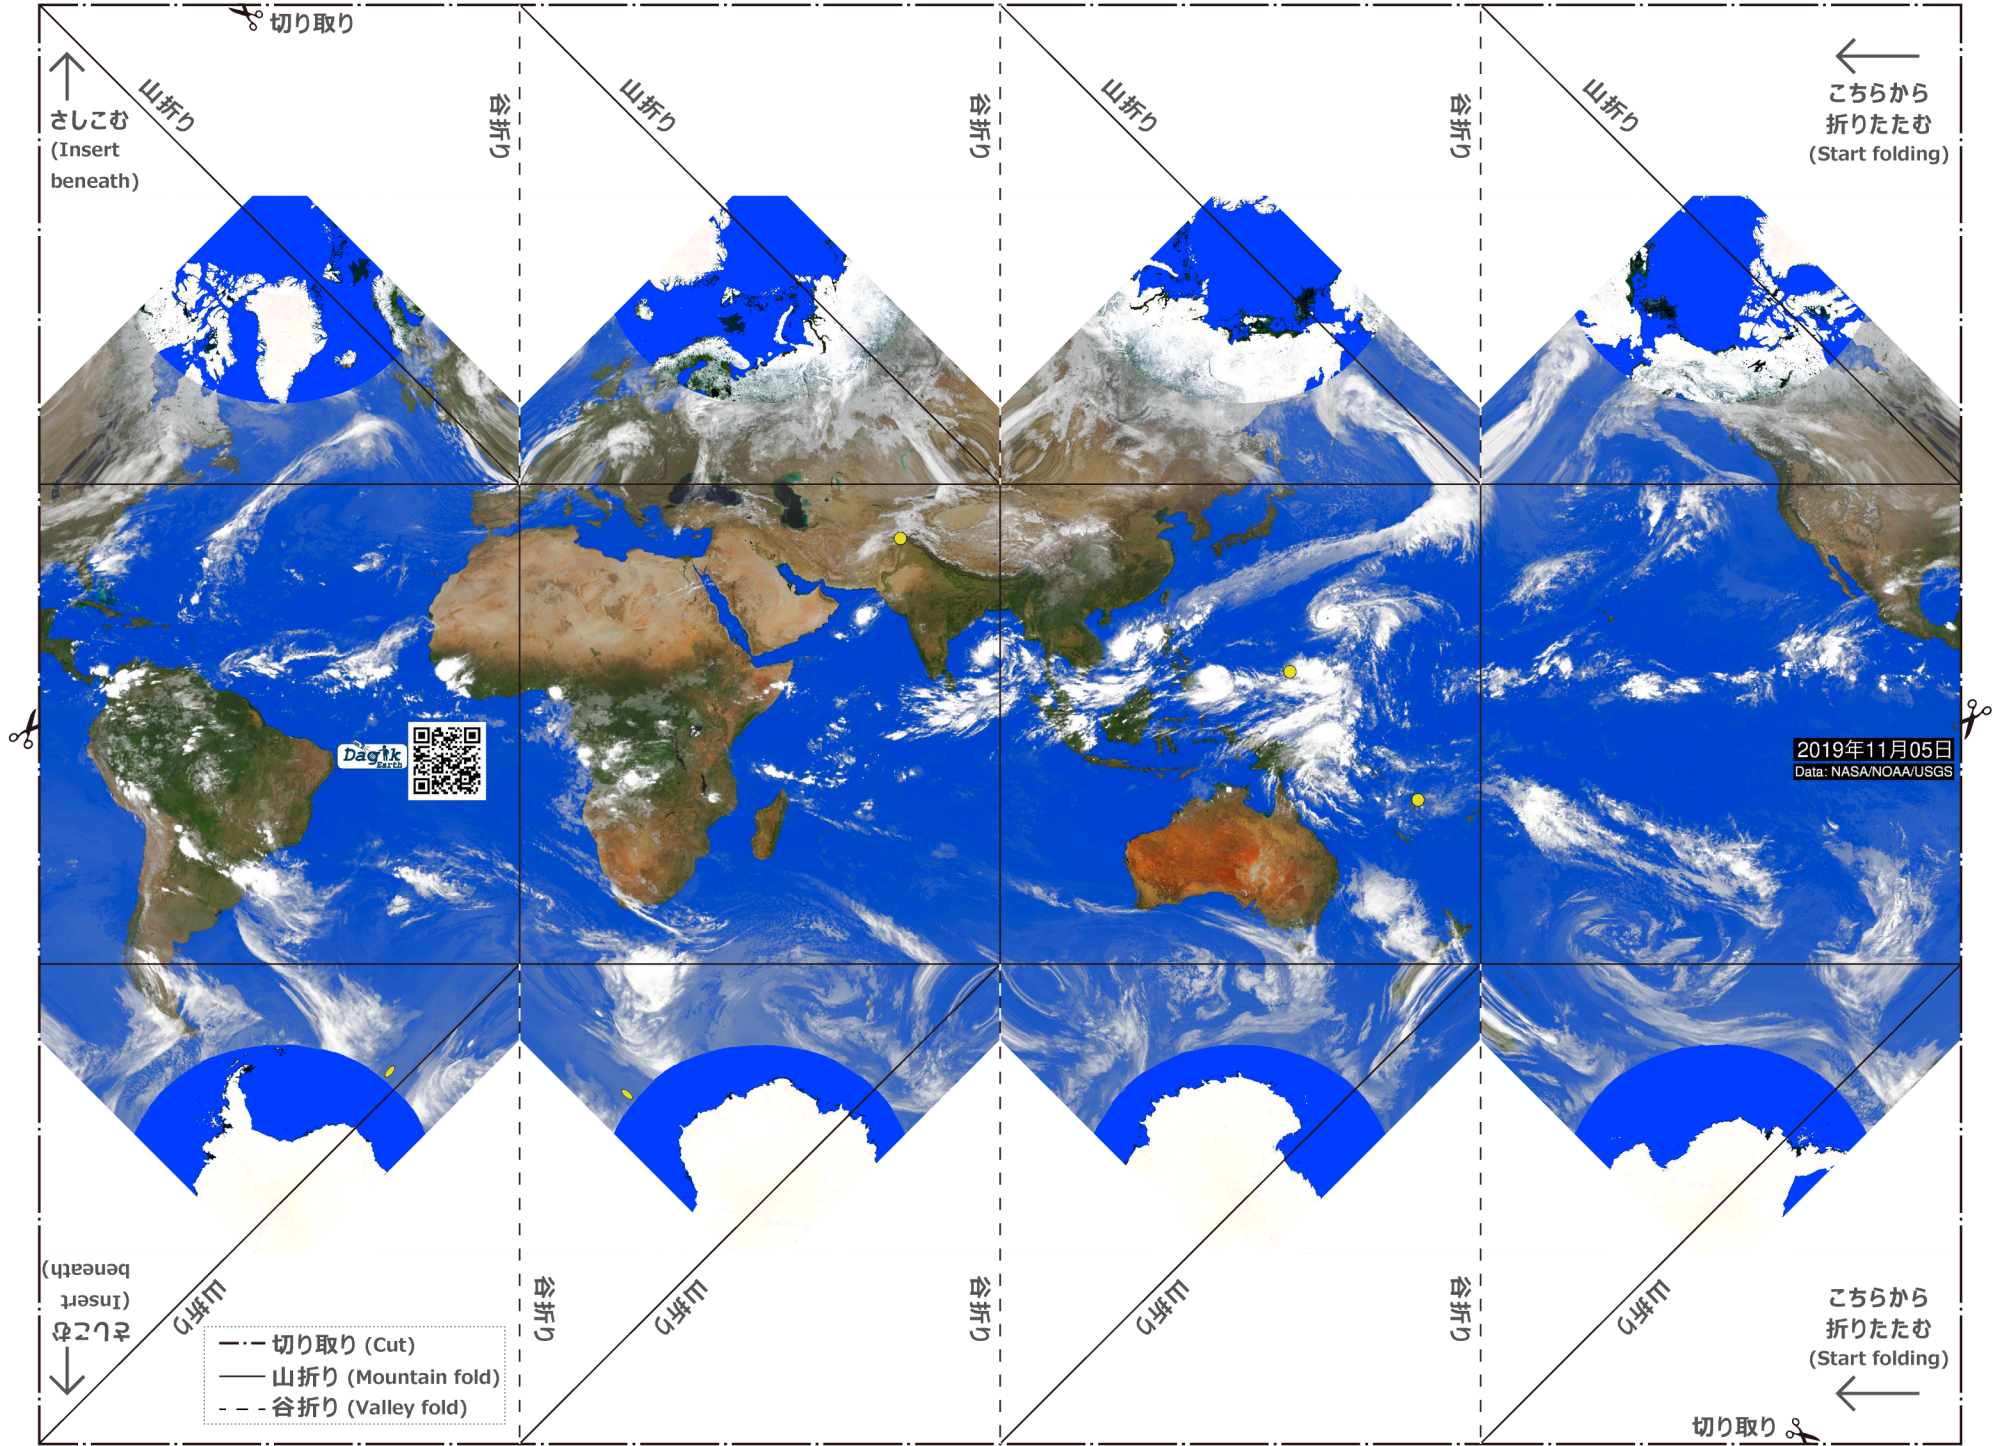 切り取り
さしこむ
(Insert
beneath)
山折り
谷折り
山折り
谷折り
山折り
谷折り
山折り
こちらから
折りたたむ
(Start folding)
Dagik
Earth
2019年11月05日
Data: NASA/NOAA/USGS
さしこむ
(Insert
beneath)
山折り
谷折り
山折り
谷折り
山折り
谷折り
山折り
こちらから
折りたたむ
(Start folding)
切り取り (Cut)
山折り (Mountain fold)
谷折り (Valley fold)
切り取り